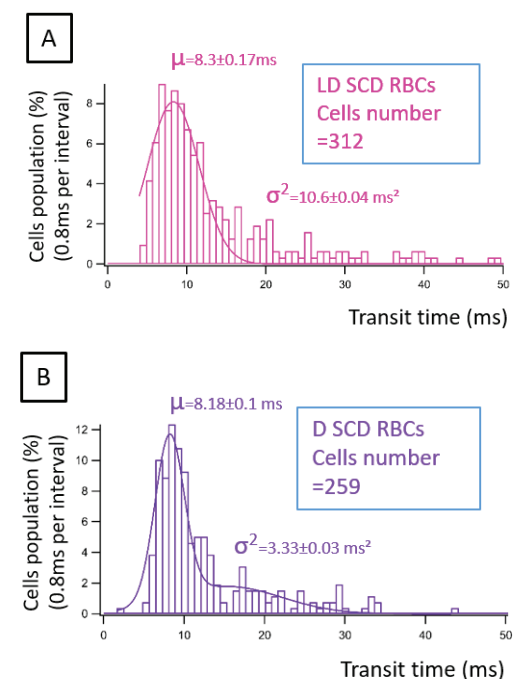 A
μ=8.3±0.17ms
LD SCD RBCs
Cells number
=312
σ²=10.6±0.04 ms²
Cells population (%)
(0.8ms per interval)
8
6
4
2
0
0 10 20 30 40 50
Transit time (ms)
B
μ=8.18±0.1 ms
D SCD RBCs
Cells number
=259
σ²=3.33±0.03 ms²
Cells population (%)
(0.8ms per interval)
12
10
8
6
4
2
0
0 10 20 30 40 50
Transit time (ms)